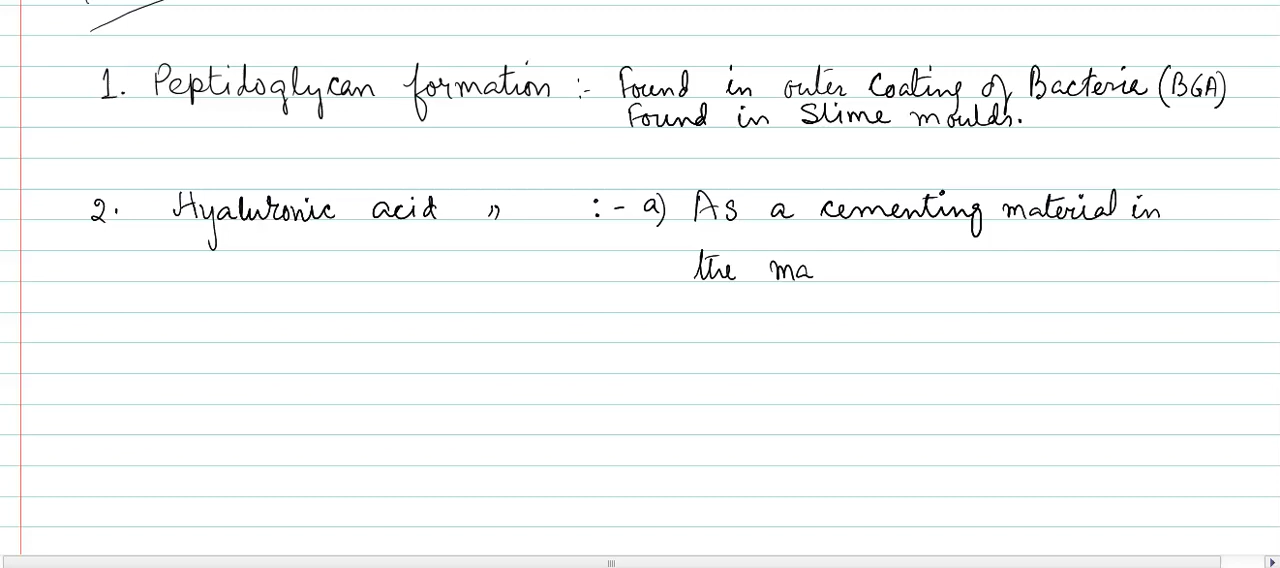 1. Peptidoglycan formation :- Found in outer Coating of Bacteria (BGA)
Found in Slime moulds.
2. Hyaluronic acid " :- a) As a cementing material in
the ma